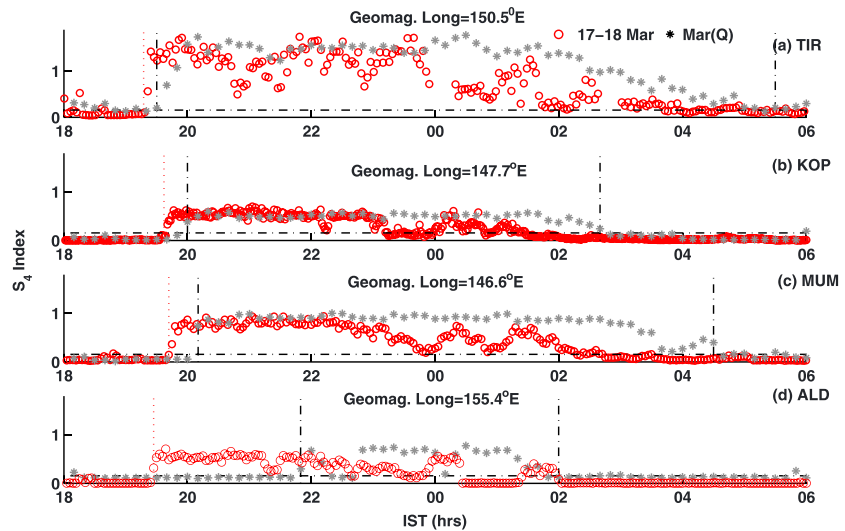 Geomag. Long=150.5⁰E
17–18 Mar Mar(Q)
(a) TIR
1
0
18 20 22 00 02 04 06
Geomag. Long=147.7°E
(b) KOP
1
0
18 20 22 00 02 04 06
Geomag. Long=146.6°E
(c) MUM
1
0
18 20 22 00 02 04 06
Geomag. Long=155.4°E
(d) ALD
1
0
18 20 22 00 02 04 06
S₄ Index
IST (hrs)